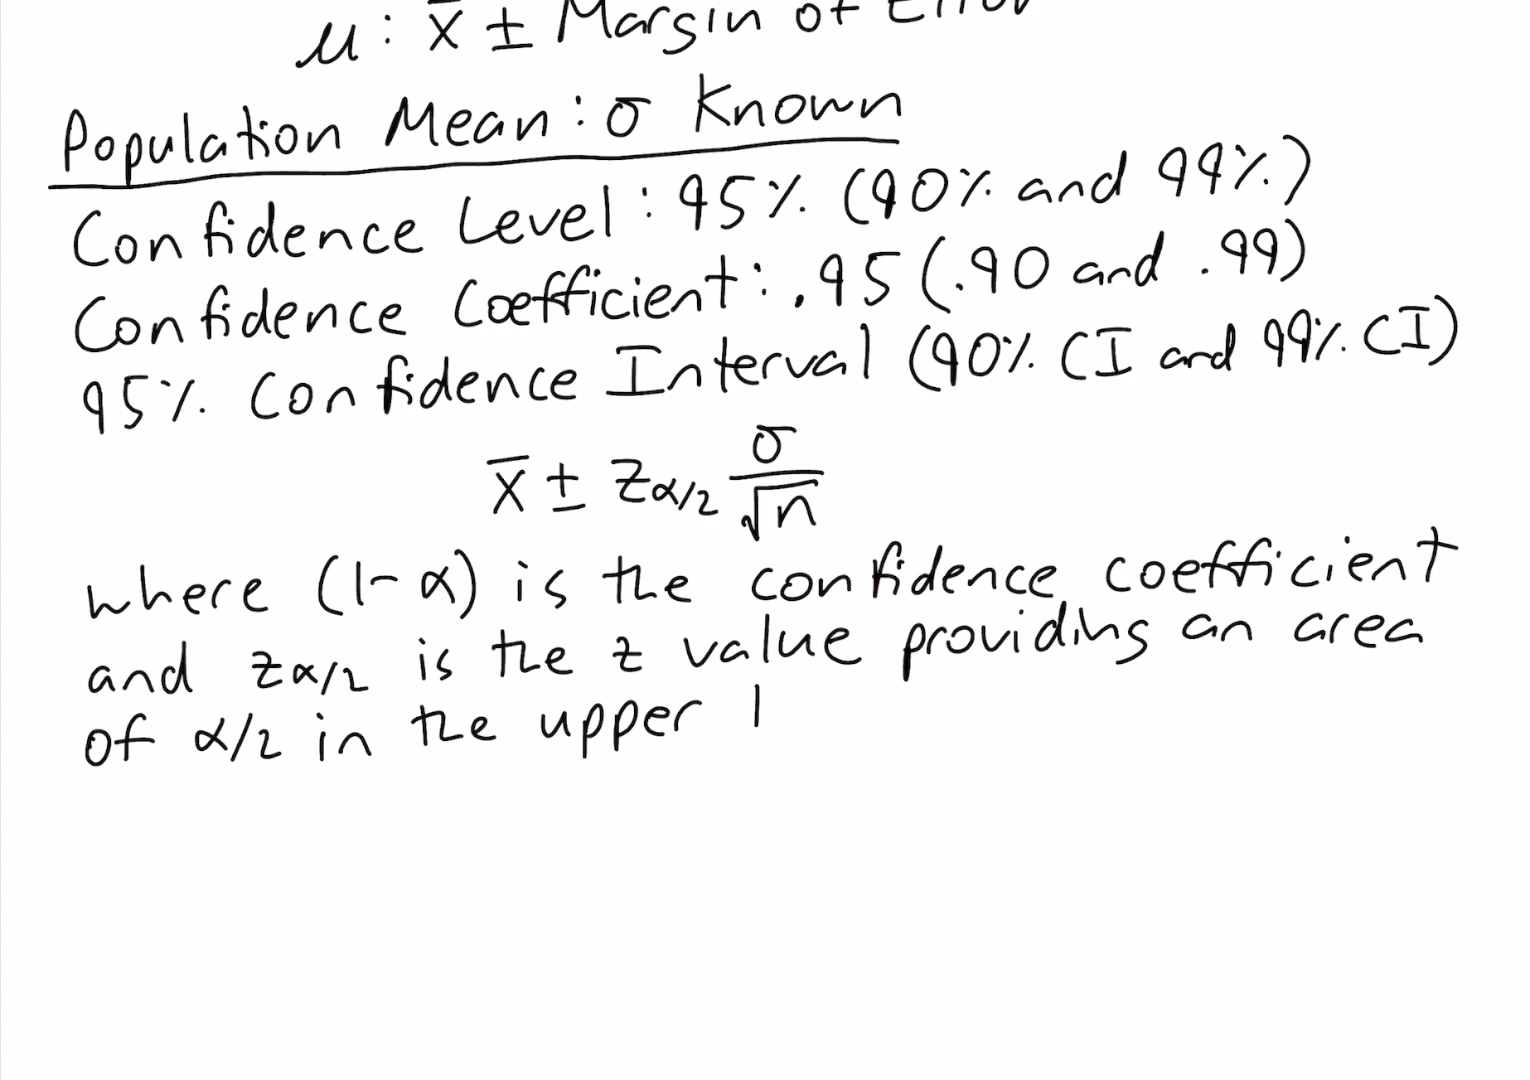 μ: x̄ ± Margin of Error
Population Mean: σ Known
Confidence Level: 95% (90% and 99%)
Confidence Coefficient: .95 (.90 and .99)
95% Confidence Interval (90% CI and 99% CI)
x̄ ± zα/2 σ/√n
where (1-α) is the confidence coefficient
and zα/2 is the z value providing an area
of α/2 in the upper